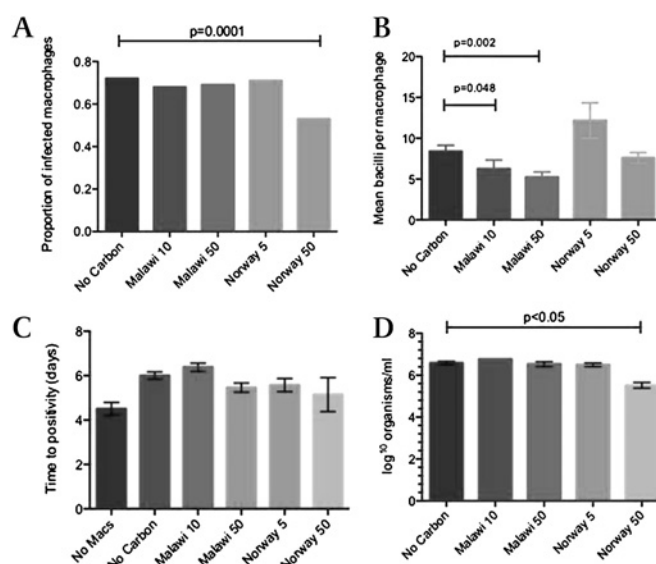 A
p=0.0001
Proportion of infected macrophages
0.8
0.6
0.4
0.2
0.0
No Carbon
Malawi 10
Malawi 50
Norway 5
Norway 50
B
p=0.002
p=0.048
Mean bacilli per macrophage
20
15
10
5
0
No Carbon
Malawi 10
Malawi 50
Norway 5
Norway 50
C
Time to positivity (days)
8
6
4
2
0
No Macs
No Carbon
Malawi 10
Malawi 50
Norway 5
Norway 50
D
p<0.05
log¹⁰ organisms/ml
8
6
4
2
0
No Carbon
Malawi 10
Malawi 50
Norway 5
Norway 50